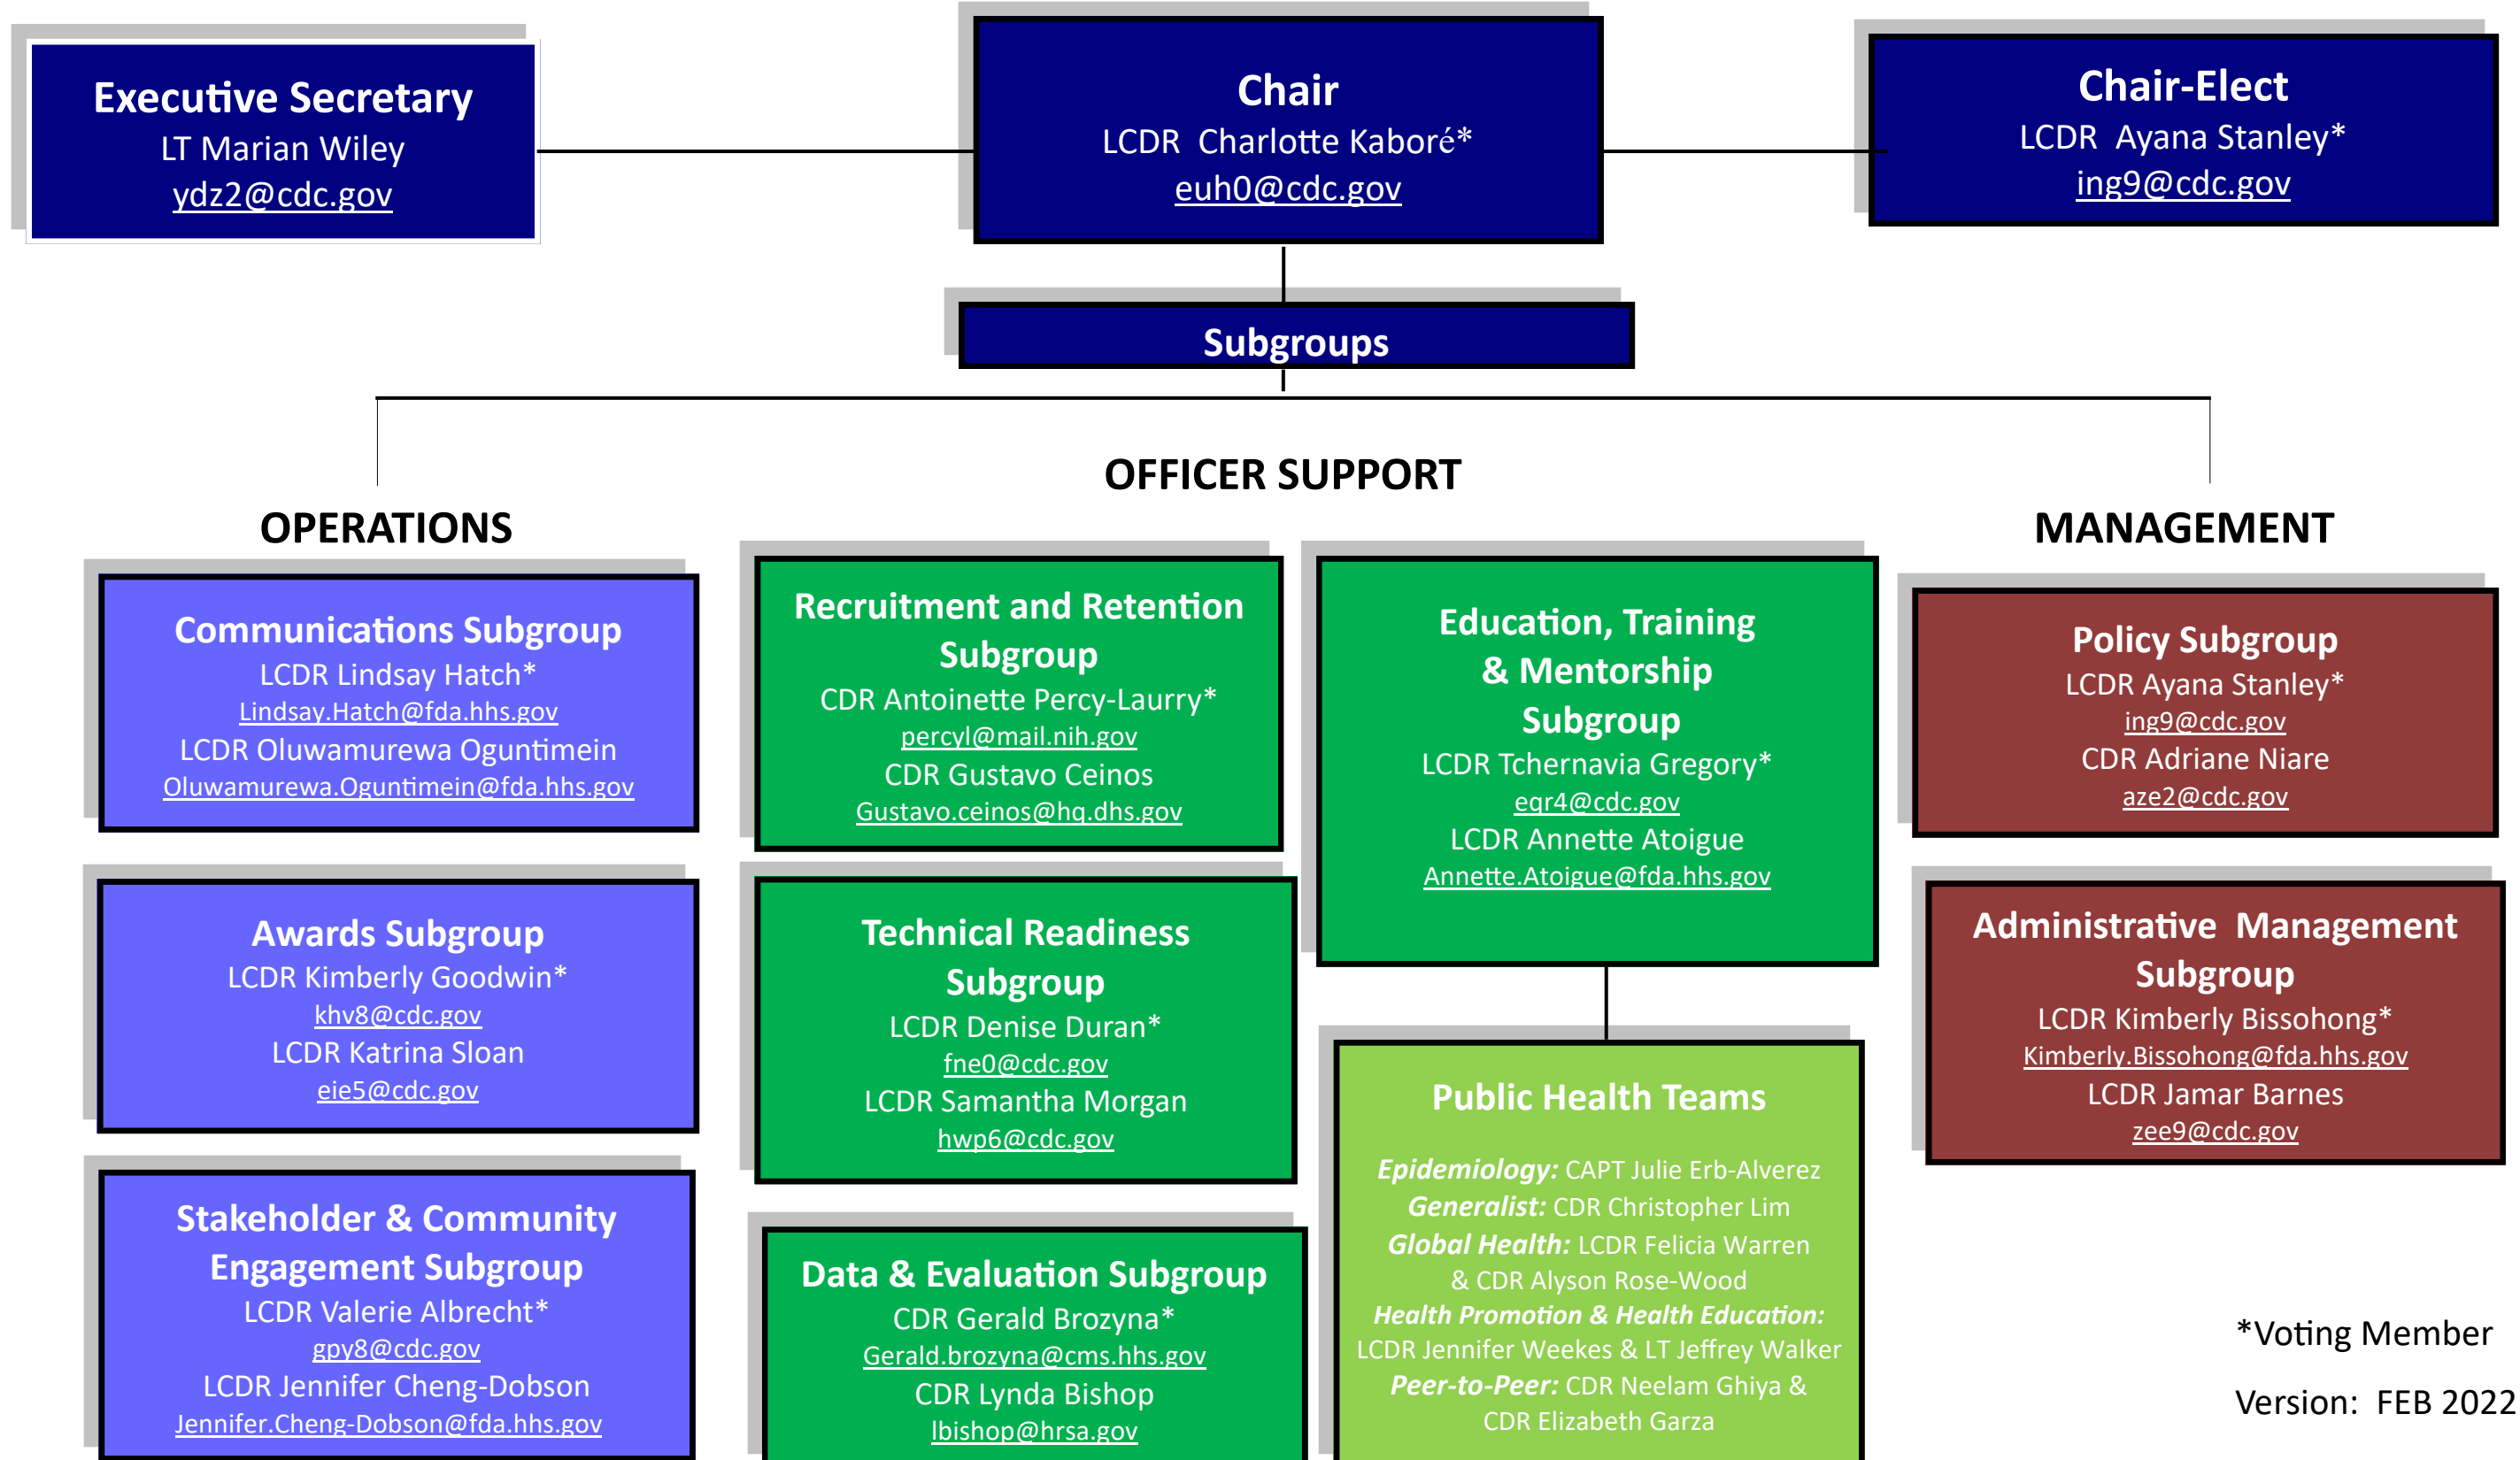 Executive Secretary
LT Marian Wiley
ydz2@cdc.gov
Chair
LCDR  Charlotte Kaboré*
euh0@cdc.gov
Chair-Elect
LCDR  Ayana Stanley*
ing9@cdc.gov
Subgroups
OPERATIONS
Communications Subgroup
LCDR Lindsay Hatch*
Lindsay.Hatch@fda.hhs.gov
LCDR Oluwamurewa Oguntimein
Oluwamurewa.Oguntimein@fda.hhs.gov
Awards Subgroup
LCDR Kimberly Goodwin*
khv8@cdc.gov
LCDR Katrina Sloan
eie5@cdc.gov
Stakeholder & Community
Engagement Subgroup
LCDR Valerie Albrecht*
gpy8@cdc.gov
LCDR Jennifer Cheng-Dobson
Jennifer.Cheng-Dobson@fda.hhs.gov
OFFICER SUPPORT
Recruitment and Retention
Subgroup
CDR Antoinette Percy-Laurry*
percyl@mail.nih.gov
CDR Gustavo Ceinos
Gustavo.ceinos@hq.dhs.gov
Technical Readiness
Subgroup
LCDR Denise Duran*
fne0@cdc.gov
LCDR Samantha Morgan
hwp6@cdc.gov
Data & Evaluation Subgroup
CDR Gerald Brozyna*
Gerald.brozyna@cms.hhs.gov
CDR Lynda Bishop
lbishop@hrsa.gov
Education, Training
& Mentorship
Subgroup
LCDR Tchernavia Gregory*
eqr4@cdc.gov
LCDR Annette Atoigue
Annette.Atoigue@fda.hhs.gov
Public Health Teams
Epidemiology: CAPT Julie Erb-Alverez
Generalist: CDR Christopher Lim
Global Health: LCDR Felicia Warren
& CDR Alyson Rose-Wood
Health Promotion & Health Education:
LCDR Jennifer Weekes & LT Jeffrey Walker
Peer-to-Peer: CDR Neelam Ghiya &
CDR Elizabeth Garza
MANAGEMENT
Policy Subgroup
LCDR Ayana Stanley*
ing9@cdc.gov
CDR Adriane Niare
aze2@cdc.gov
Administrative  Management
Subgroup
LCDR Kimberly Bissohong*
Kimberly.Bissohong@fda.hhs.gov
LCDR Jamar Barnes
zee9@cdc.gov
*Voting Member
Version:  FEB 2022